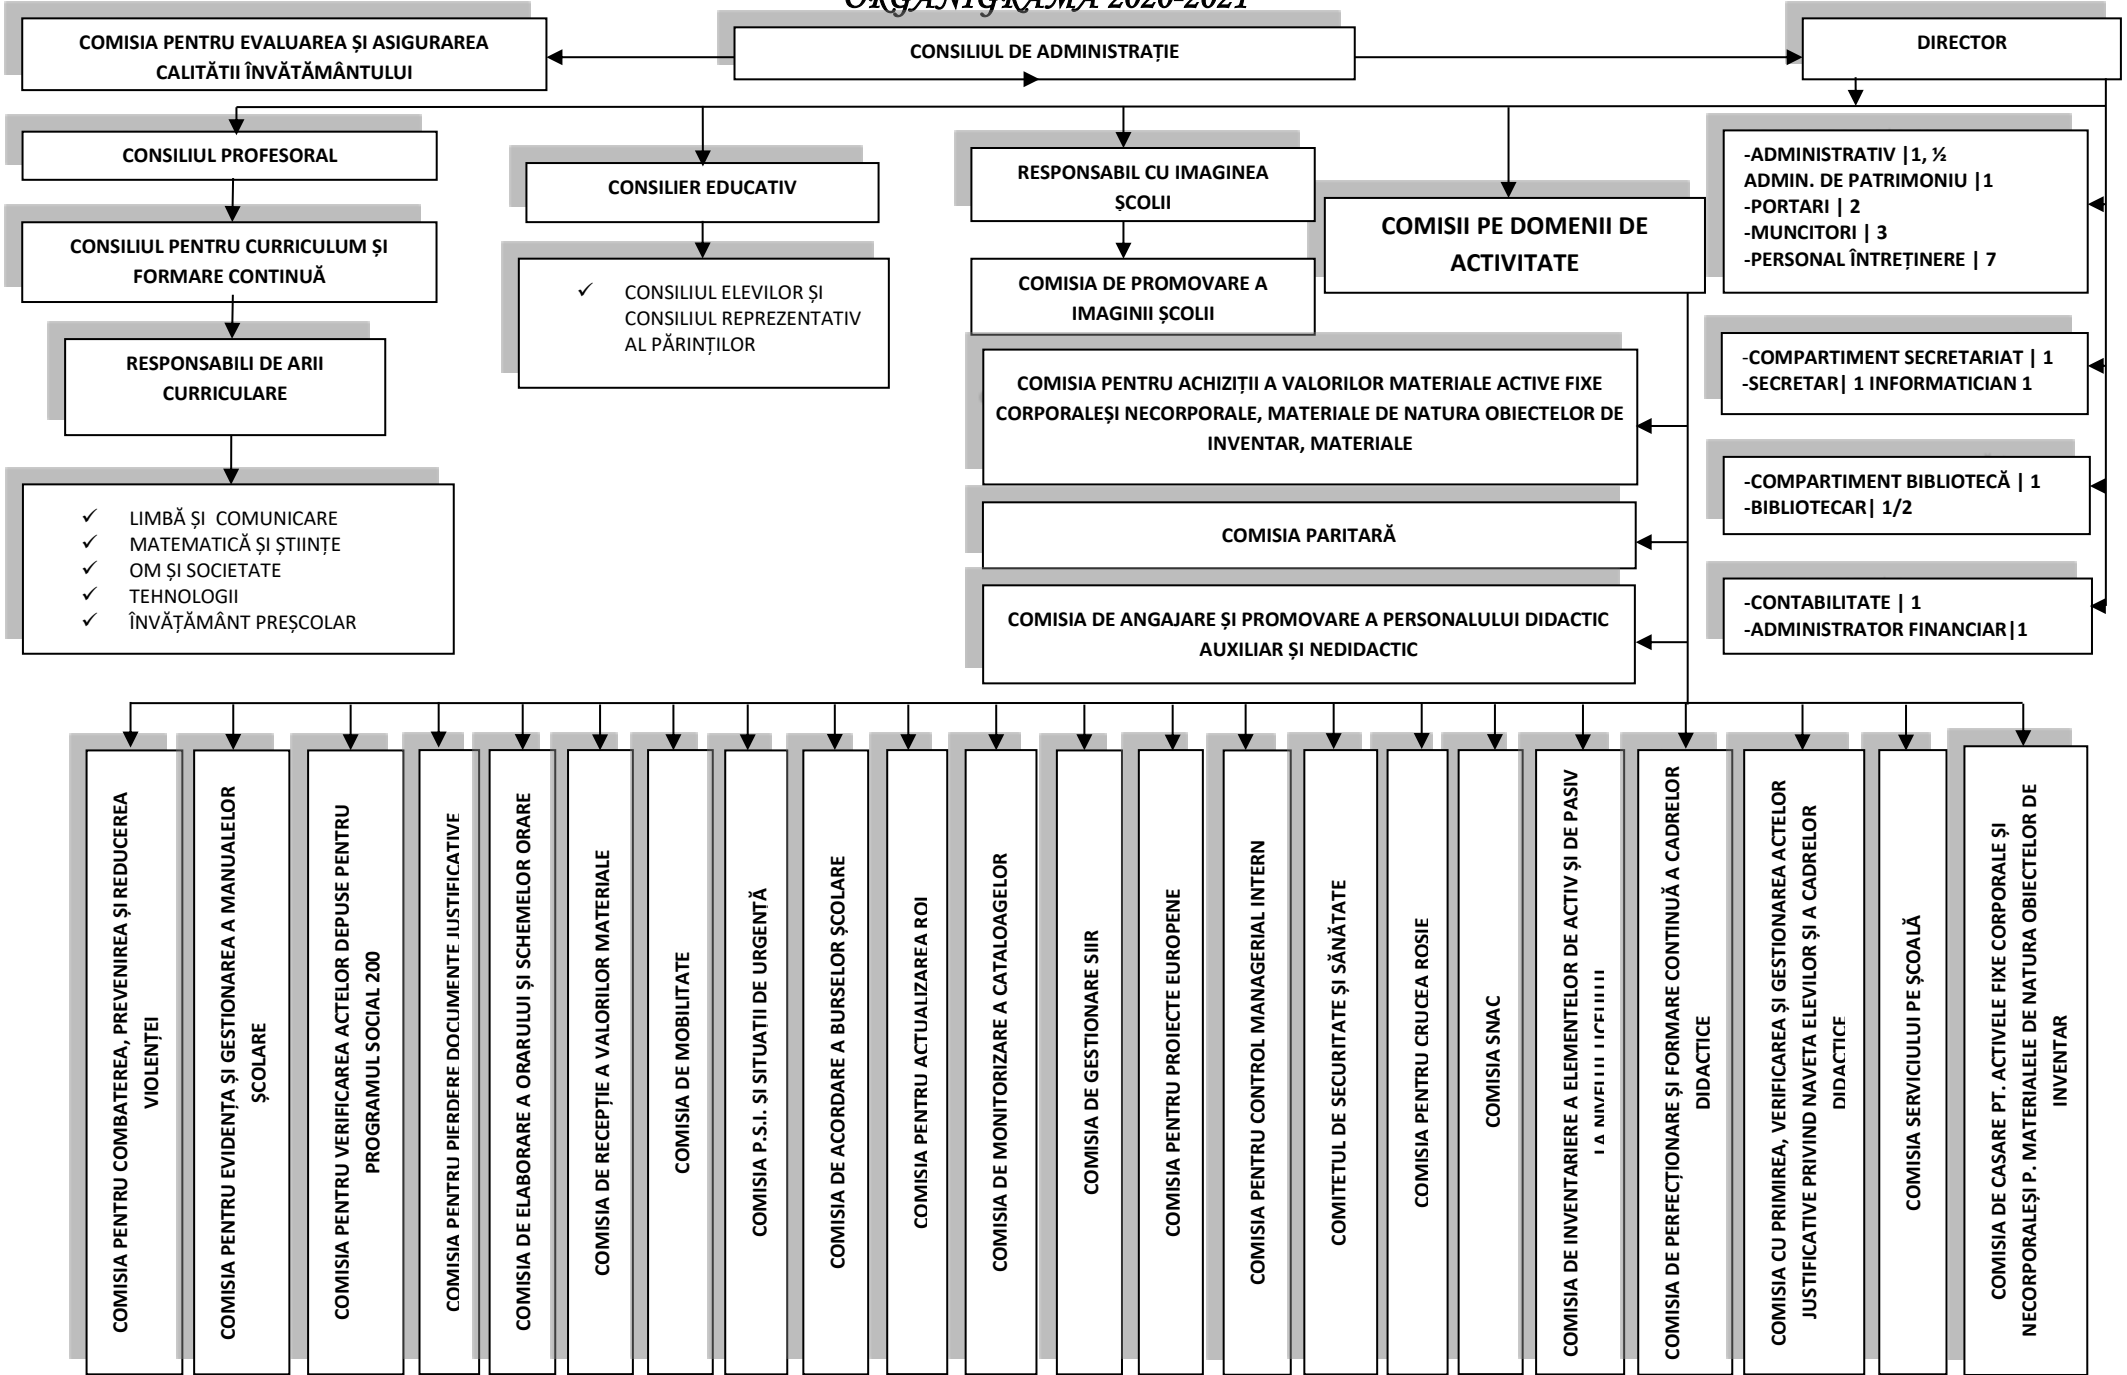 ORGANIGRAMA 2020-2021
COMISIA PENTRU EVALUAREA ȘI ASIGURAREA
CALITĂTII ÎNVĂTĂMÂNTULUI
CONSILIUL DE ADMINISTRAȚIE
DIRECTOR
CONSILIUL PROFESORAL
CONSILIUL PENTRU CURRICULUM ȘI
FORMARE CONTINUĂ
RESPONSABILI DE ARII
CURRICULARE
✓ LIMBĂ ȘI COMUNICARE
✓ MATEMATICĂ ȘI ȘTIINȚE
✓ OM ȘI SOCIETATE
✓ TEHNOLOGII
✓ ÎNVĂȚĂMÂNT PREȘCOLAR
CONSILIER EDUCATIV
✓ CONSILIUL ELEVILOR ȘI
CONSILIUL REPREZENTATIV
AL PĂRINȚILOR
RESPONSABIL CU IMAGINEA
ȘCOLII
COMISIA DE PROMOVARE A
IMAGINII ȘCOLII
COMISII PE DOMENII DE
ACTIVITATE
COMISIA PENTRU ACHIZIȚII A VALORILOR MATERIALE ACTIVE FIXE
CORPORALEȘI NECORPORALE, MATERIALE DE NATURA OBIECTELOR DE
INVENTAR, MATERIALE
COMISIA PARITARĂ
COMISIA DE ANGAJARE ȘI PROMOVARE A PERSONALULUI DIDACTIC
AUXILIAR ȘI NEDIDACTIC
-ADMINISTRATIV |1, ½
ADMIN. DE PATRIMONIU |1
-PORTARI | 2
-MUNCITORI | 3
-PERSONAL ÎNTREȚINERE | 7
-COMPARTIMENT SECRETARIAT | 1
-SECRETAR| 1 INFORMATICIAN 1
-COMPARTIMENT BIBLIOTECĂ | 1
-BIBLIOTECAR| 1/2
-CONTABILITATE | 1
-ADMINISTRATOR FINANCIAR|1
COMISIA PENTRU COMBATEREA, PREVENIREA ȘI REDUCEREA
VIOLENȚEI
COMISIA PENTRU EVIDENȚA ȘI GESTIONAREA A MANUALELOR
ȘCOLARE
COMISIA PENTRU VERIFICAREA ACTELOR DEPUSE PENTRU
PROGRAMUL SOCIAL 200
COMISIA PENTRU PIERDERE DOCUMENTE JUSTIFICATIVE
COMISIA DE ELABORARE A ORARULUI ȘI SCHEMELOR ORARE
COMISIA DE RECEPȚIE A VALORILOR MATERIALE
COMISIA DE MOBILITATE
COMSIA P.S.I. ȘI SITUAȚII DE URGENȚĂ
COMISIA DE ACORDARE A BURSELOR ȘCOLARE
COMISIA PENTRU ACTUALIZAREA ROI
COMISIA DE MONITORIZARE A CATALOAGELOR
COMISIA DE GESTIONARE SIIR
COMISIA PENTRU PROIECTE EUROPENE
COMISIA PENTRU CONTROL MANAGERIAL INTERN
COMITETUL DE SECURITATE ȘI SĂNĂTATE
COMISIA PENTRU CRUCEA ROSIE
COMISIA SNAC
COMISIA DE INVENTARIERE A ELEMENTELOR DE ACTIV ȘI DE PASIV
LA NIVELUL LICEULUI
COMISIA DE PERFECȚIONARE ȘI FORMARE CONTINUĂ A CADRELOR
DIDACTICE
COMISIA CU PRIMIREA, VERIFICAREA ȘI GESTIONAREA ACTELOR
JUSTIFICATIVE PRIVIND NAVETA ELEVILOR ȘI A CADRELOR
DIDACTICE
COMISIA SERVICIULUI PE ȘCOALĂ
COMISIA DE CASARE PT. ACTIVELE FIXE CORPORALE ȘI
NECORPORALEȘI P. MATERIALELE DE NATURA OBIECTELOR DE
INVENTAR